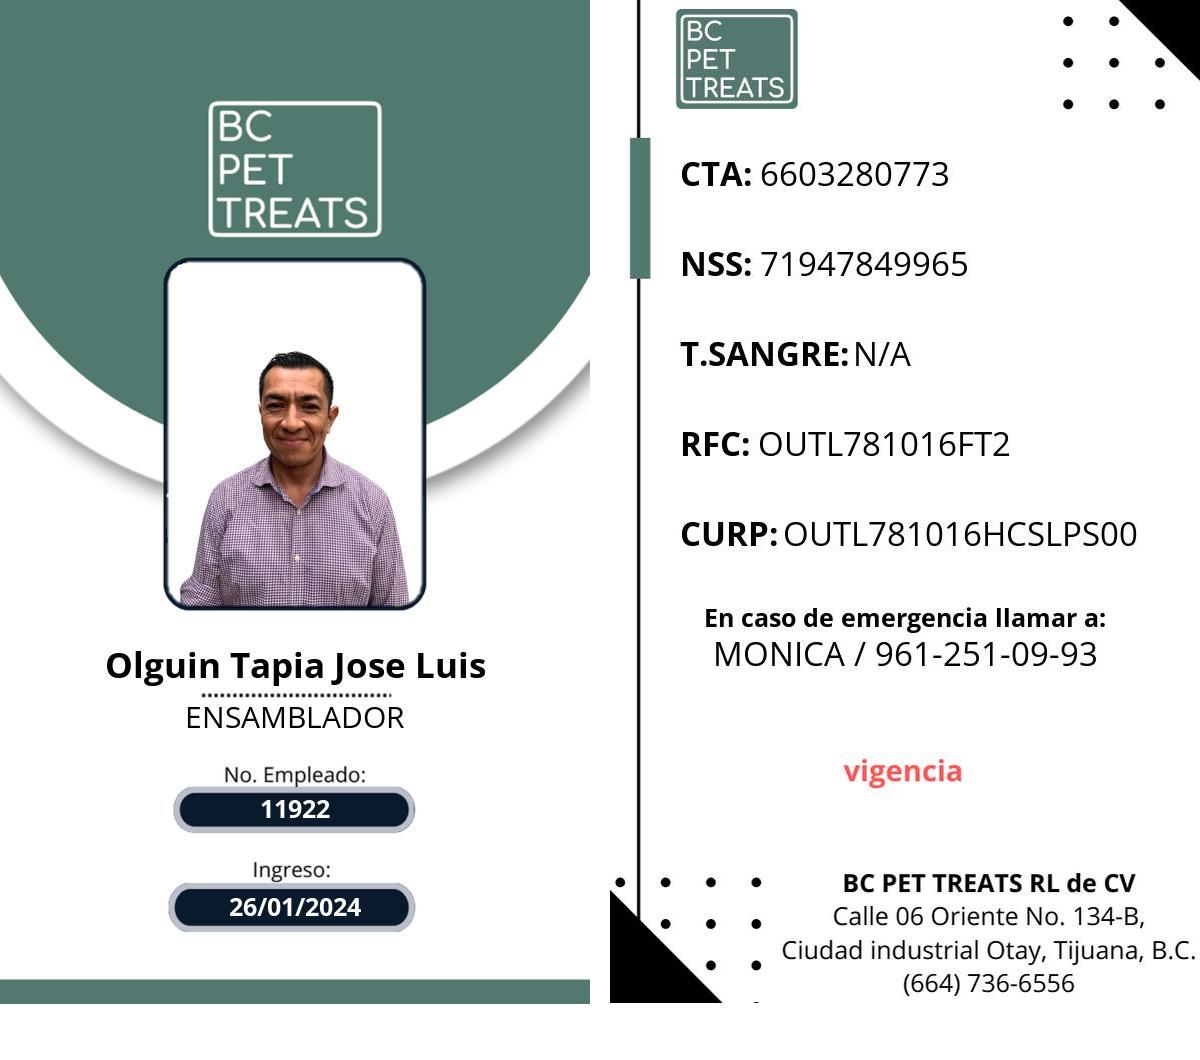 BC
PET
TREATS
Olguin Tapia Jose Luis
ENSAMBLADOR
No. Empleado:
11922
Ingreso:
26/01/2024
BC
PET
TREATS
CTA: 6603280773
NSS: 71947849965
T.SANGRE: N/A
RFC: OUTL781016FT2
CURP: OUTL781016HCSLPS00
En caso de emergencia llamar a:
MONICA / 961-251-09-93
vigencia
BC PET TREATS RL de CV
Calle 06 Oriente No. 134-B,
Ciudad industrial Otay, Tijuana, B.C.
(664) 736-6556